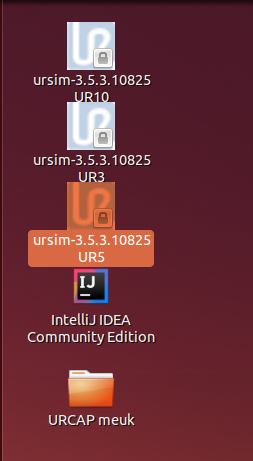 ursim-3.5.3.10825
UR10
ursim-3.5.3.10825
UR3
ursim-3.5.3.10825
UR5
IJ
IntelliJ IDEA
Community Edition
URCAP meuk